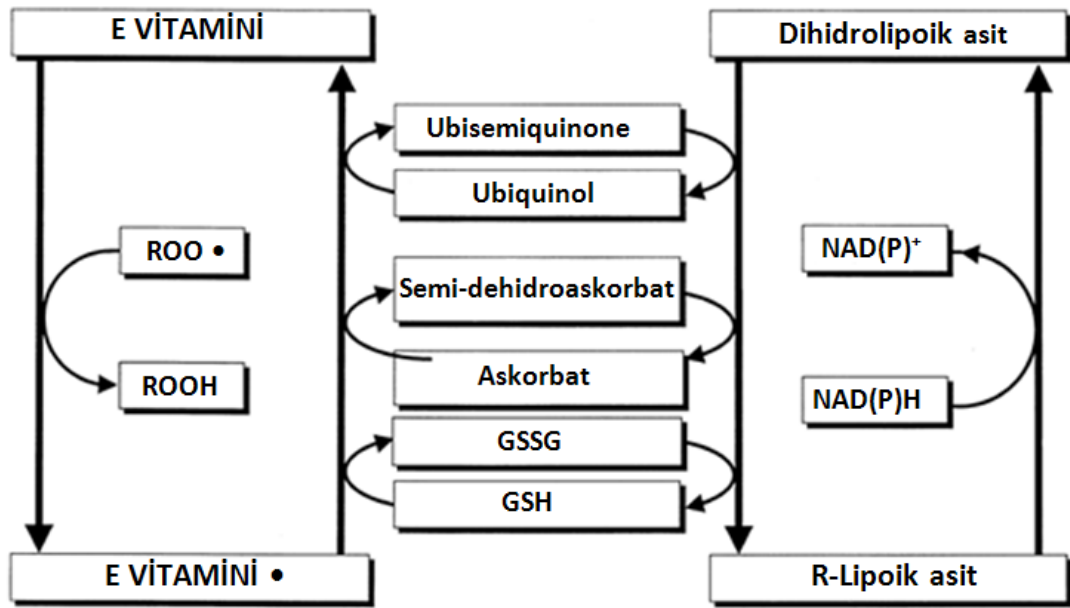 E VİTAMİNİ
Dihidrolipoik asit
Ubisemiquinone
Ubiquinol
ROO •
NAD(P)⁺
Semi-dehidroaskorbat
Askorbat
ROOH
NAD(P)H
GSSG
GSH
E VİTAMİNİ •
R-Lipoik asit